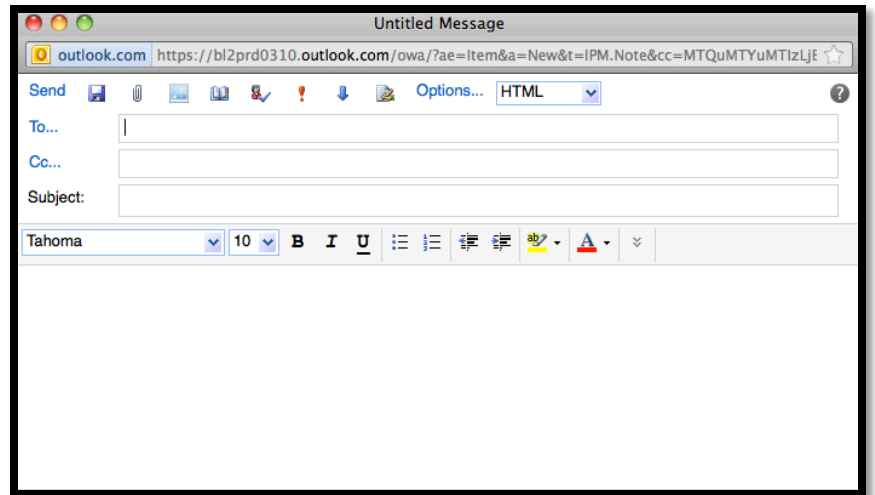 Untitled Message
outlook.com https://bl2prd0310.outlook.com/owa/?ae=Item&a=New&t=IPM.Note&cc=MTQuMTYuMTIzLjE
Send Options... HTML
To...
Cc...
Subject:
Tahoma 10 B I U ab A